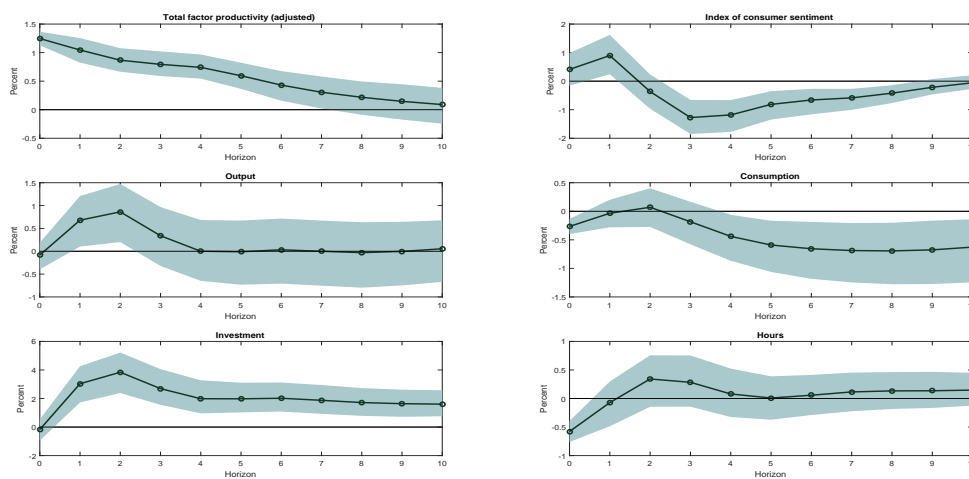 Total factor productivity (adjusted)
1.5
1
0.5
0
-0.5
Percent
0 1 2 3 4 5 6 7 8 9 10
Horizon
Index of consumer sentiment
2
1
0
-1
-2
Percent
0 1 2 3 4 5 6 7 8 9 10
Horizon
Output
1.5
1
0.5
0
-0.5
-1
Percent
0 1 2 3 4 5 6 7 8 9 10
Horizon
Consumption
0.5
0
-0.5
-1
-1.5
Percent
0 1 2 3 4 5 6 7 8 9 10
Horizon
Investment
6
4
2
0
-2
Percent
0 1 2 3 4 5 6 7 8 9 10
Horizon
Hours
1
0.5
0
-0.5
-1
Percent
0 1 2 3 4 5 6 7 8 9 10
Horizon